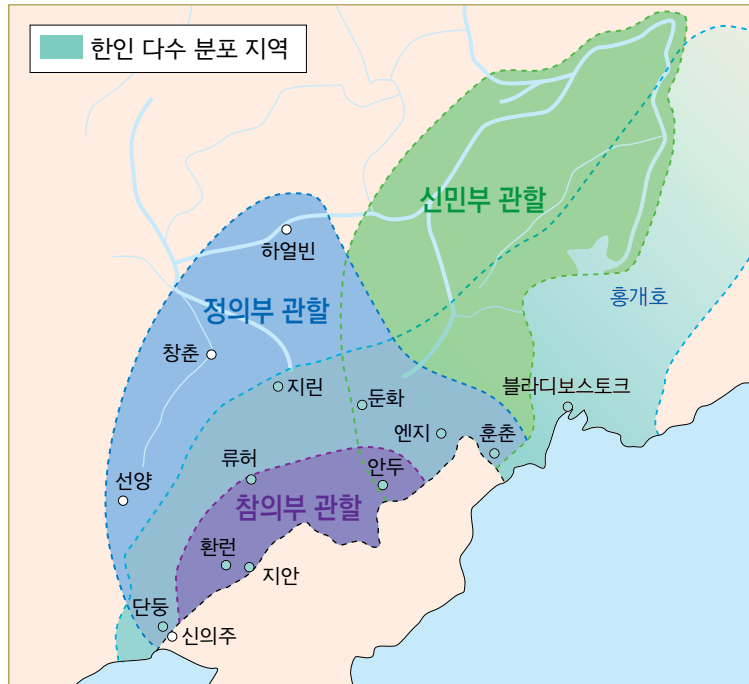 한인 다수 분포 지역
신민부 관할
하얼빈
정의부 관할
홍개호
창춘
지린
블라디보스토크
둔화
엔지
훈춘
류허
안두
선양
참의부 관할
환런
지안
단둥
신의주